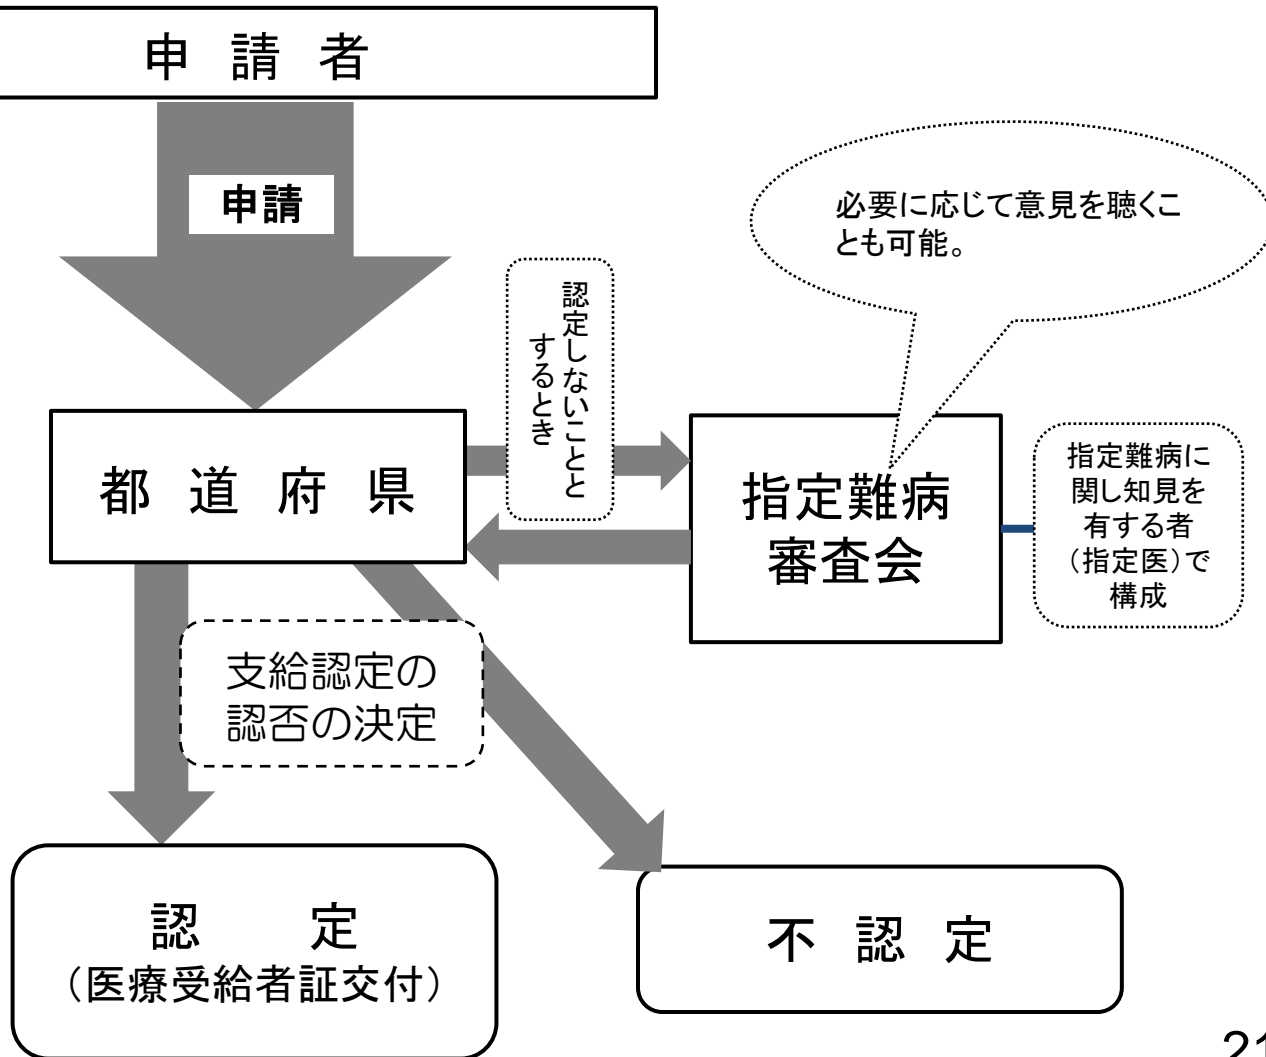 申 請 者
申請
必要に応じて意見を聴くこ
とも可能。
認定しないことと
するとき
都 道 府 県
指定難病
審査会
指定難病に
関し知見を
有する者
（指定医）で
構成
支給認定の
認否の決定
認 定
（医療受給者証交付）
不 認 定
21